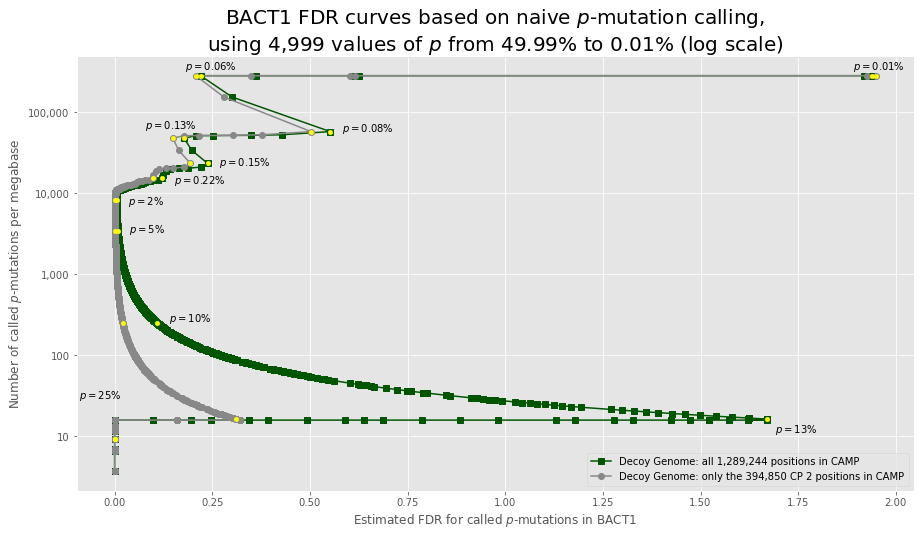 BACT1 FDR curves based on naive p-mutation calling,
using 4,999 values of p from 49.99% to 0.01% (log scale)
p = 0.06%
p = 0.01%
p = 0.13%
p = 0.08%
p = 0.15%
p = 0.22%
p = 2%
p = 5%
p = 10%
p = 25%
p = 13%
100,000
10,000
1,000
100
10
Number of called p-mutations per megabase
Decoy Genome: all 1,289,244 positions in CAMP
Decoy Genome: only the 394,850 CP 2 positions in CAMP
0.00 0.25 0.50 0.75 1.00 1.25 1.50 1.75 2.00
Estimated FDR for called p-mutations in BACT1